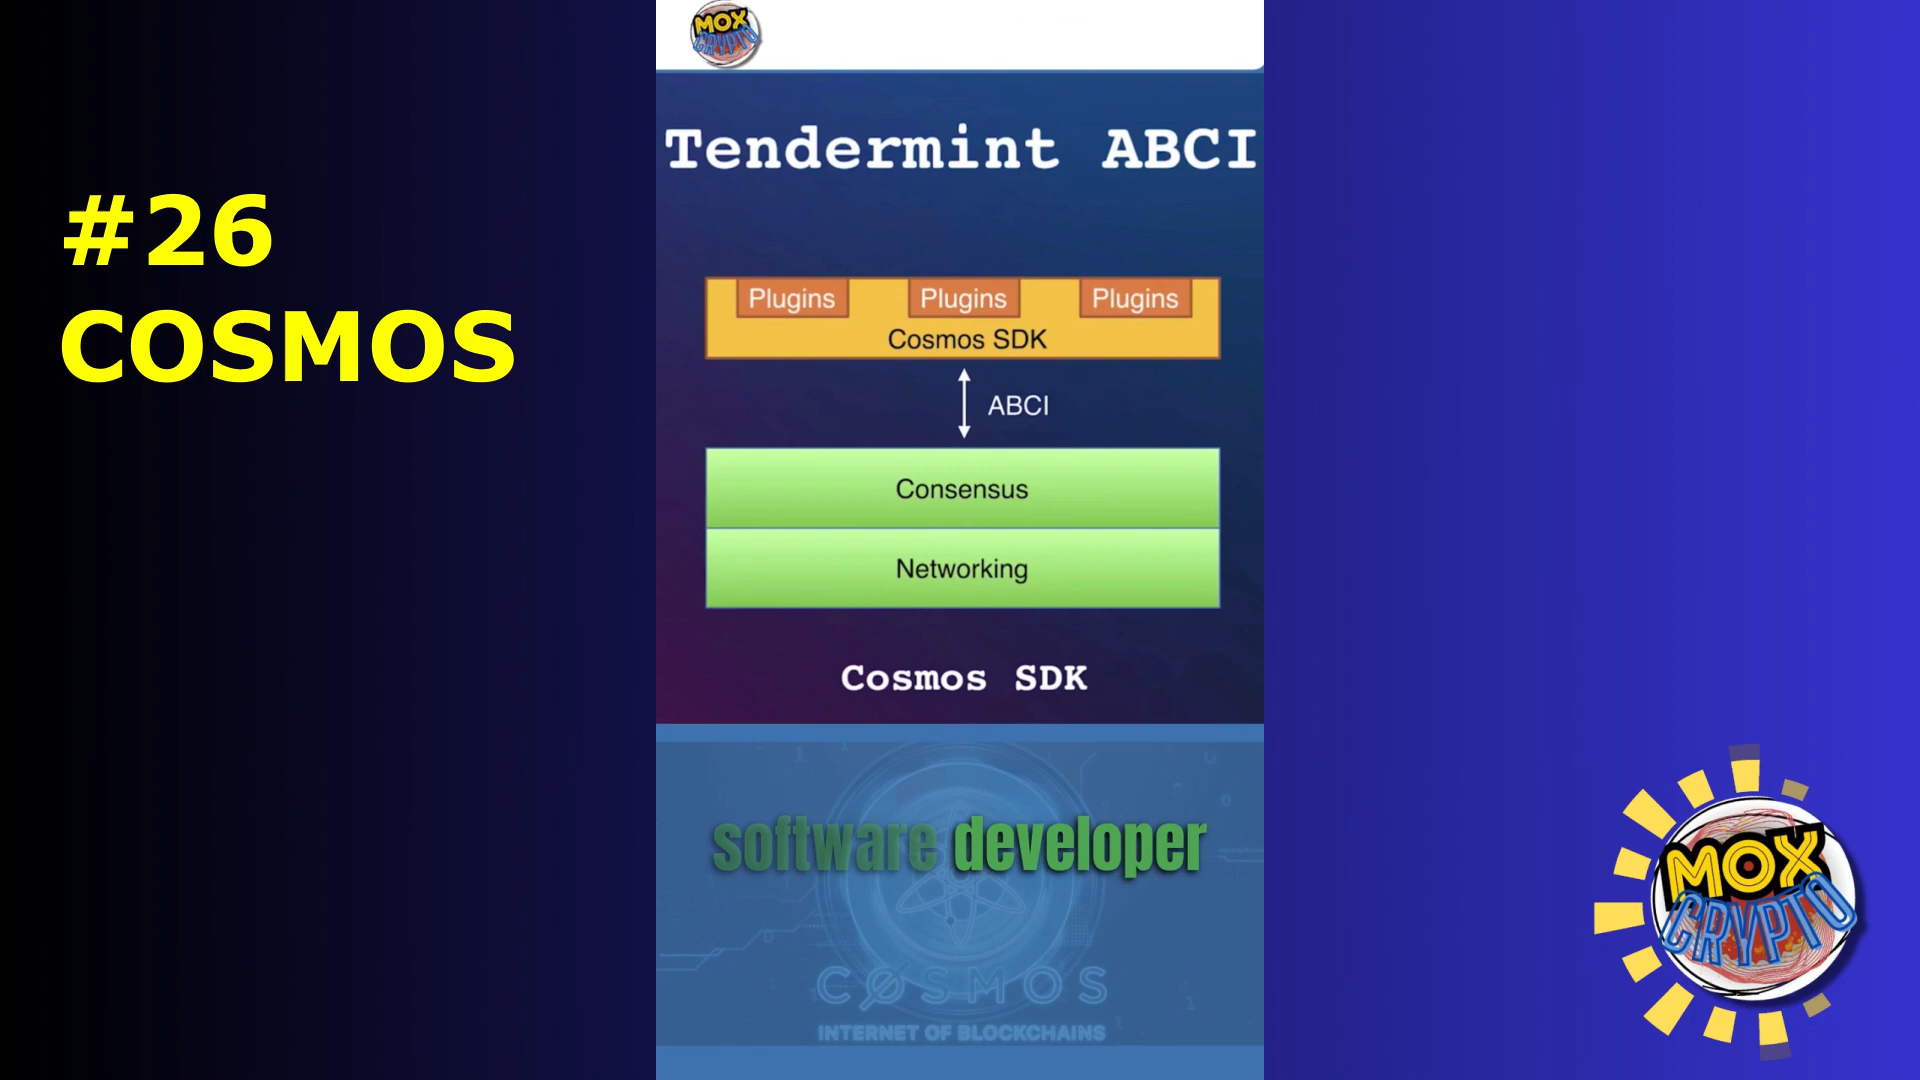 #26
COSMOS
MOX
CRYPTO
Tendermint ABCI
Plugins Plugins Plugins
Cosmos SDK
ABCI
Consensus
Networking
Cosmos SDK
software developer
CØSMOS
INTERNET OF BLOCKCHAINS
MOX
CRYPTO